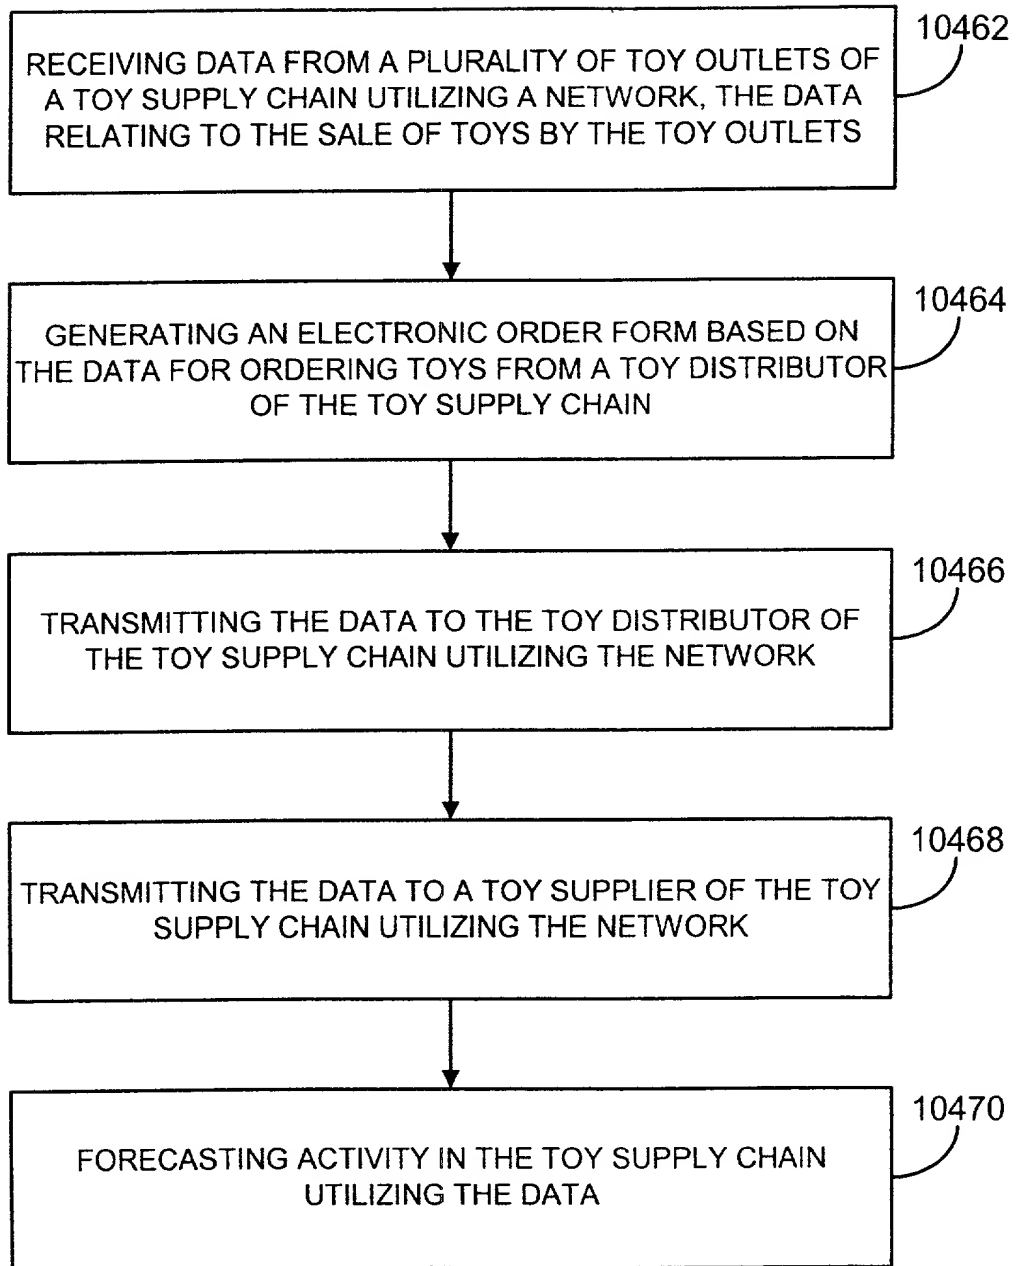 10462
RECEIVING DATA FROM A PLURALITY OF TOY OUTLETS OF
A TOY SUPPLY CHAIN UTILIZING A NETWORK, THE DATA
RELATING TO THE SALE OF TOYS BY THE TOY OUTLETS
10464
GENERATING AN ELECTRONIC ORDER FORM BASED ON
THE DATA FOR ORDERING TOYS FROM A TOY DISTRIBUTOR
OF THE TOY SUPPLY CHAIN
10466
TRANSMITTING THE DATA TO THE TOY DISTRIBUTOR OF
THE TOY SUPPLY CHAIN UTILIZING THE NETWORK
10468
TRANSMITTING THE DATA TO A TOY SUPPLIER OF THE TOY
SUPPLY CHAIN UTILIZING THE NETWORK
10470
FORECASTING ACTIVITY IN THE TOY SUPPLY CHAIN
UTILIZING THE DATA